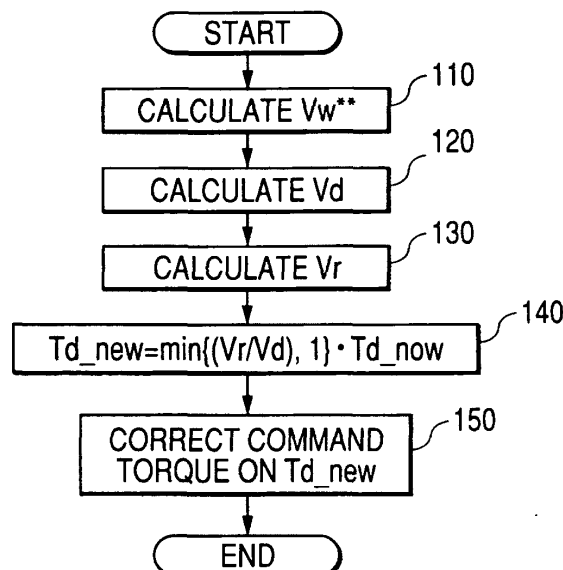 START
110
CALCULATE Vw**
120
CALCULATE Vd
130
CALCULATE Vr
140
Td_new=min{(Vr/Vd), 1}・Td_now
150
CORRECT COMMAND
TORQUE ON Td_new
END